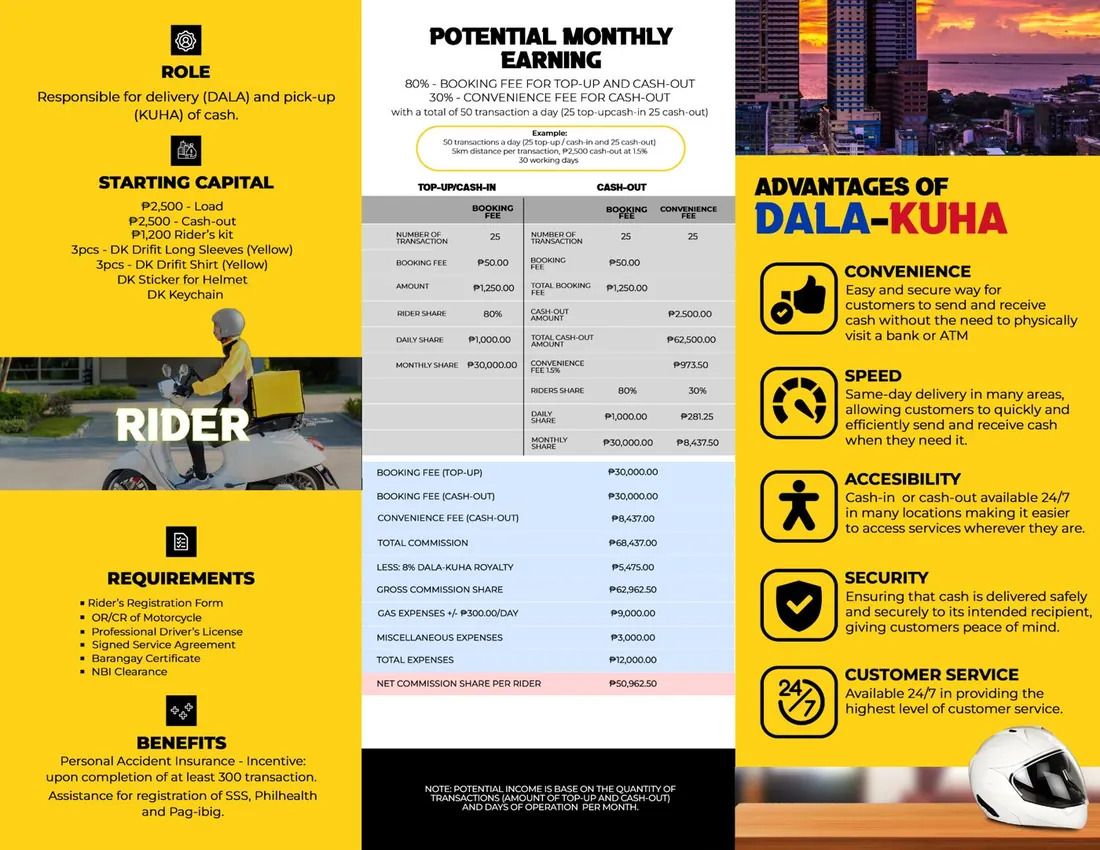 ROLE
Responsible for delivery (DALA) and pick-up
(KUHA) of cash.
STARTING CAPITAL
₱2,500 - Load
₱2,500 - Cash-out
₱1,200 Rider's kit
3pcs - DK Drifit Long Sleeves (Yellow)
3pcs - DK Drifit Shirt (Yellow)
DK Sticker for Helmet
DK Keychain
RIDER
REQUIREMENTS
▪ Rider's Registration Form
▪ OR/CR of Motorcycle
▪ Professional Driver's License
▪ Signed Service Agreement
▪ Barangay Certificate
▪ NBI Clearance
BENEFITS
Personal Accident Insurance - Incentive:
upon completion of at least 300 transaction.
Assistance for registration of SSS, Philhealth
and Pag-ibig.
POTENTIAL MONTHLY
EARNING
80% - BOOKING FEE FOR TOP-UP AND CASH-OUT
30% - CONVENIENCE FEE FOR CASH-OUT
with a total of 50 transaction a day (25 top-upcash-in 25 cash-out)
Example:
50 transactions a day (25 top-up / cash-in and 25 cash-out)
5km distance per transaction, ₱2,500 cash-out at 1.5%
30 working days
TOP-UP/CASH-IN
BOOKING
FEE
NUMBER OF
TRANSACTION 25
BOOKING FEE ₱50.00
AMOUNT ₱1,250.00
RIDER SHARE 80%
DAILY SHARE ₱1,000.00
MONTHLY SHARE ₱30,000.00
CASH-OUT
BOOKING
FEE
CONVENIENCE
FEE
NUMBER OF
TRANSACTION 25 25
BOOKING
FEE ₱50.00
TOTAL BOOKING
FEE ₱1,250.00
CASH-OUT
AMOUNT ₱2.500.00
TOTAL CASH-OUT
AMOUNT ₱62,500.00
CONVENIENCE
FEE 1.5% ₱973.50
RIDERS SHARE 80% 30%
DAILY
SHARE ₱1,000.00 ₱281.25
MONTHLY
SHARE ₱30,000.00 ₱8,437.50
BOOKING FEE (TOP-UP) ₱30,000.00
BOOKING FEE (CASH-OUT) ₱30,000.00
CONVENIENCE FEE (CASH-OUT) ₱8,437.00
TOTAL COMMISSION ₱68,437.00
LESS: 8% DALA-KUHA ROYALTY ₱5,475.00
GROSS COMMISSION SHARE ₱62,962.50
GAS EXPENSES +/- ₱300.00/DAY ₱9,000.00
MISCELLANEOUS EXPENSES ₱3,000.00
TOTAL EXPENSES ₱12,000.00
NET COMMISSION SHARE PER RIDER ₱50,962.50
NOTE: POTENTIAL INCOME IS BASE ON THE QUANTITY OF
TRANSACTIONS (AMOUNT OF TOP-UP AND CASH-OUT)
AND DAYS OF OPERATION PER MONTH.
ADVANTAGES OF
DALA-KUHA
CONVENIENCE
Easy and secure way for
customers to send and receive
cash without the need to physically
visit a bank or ATM
SPEED
Same-day delivery in many areas,
allowing customers to quickly and
efficiently send and receive cash
when they need it.
ACCESIBILITY
Cash-in or cash-out available 24/7
in many locations making it easier
to access services wherever they are.
SECURITY
Ensuring that cash is delivered safely
and securely to its intended recipient,
giving customers peace of mind.
24/7
CUSTOMER SERVICE
Available 24/7 in providing the
highest level of customer service.